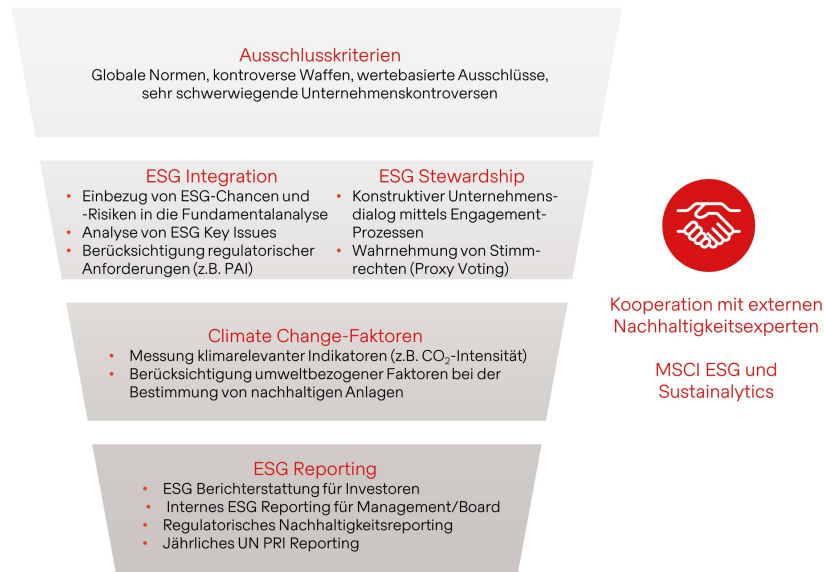 Ausschlusskriterien
Globale Normen, kontroverse Waffen, wertebasierte Ausschlüsse,
sehr schwerwiegende Unternehmenskontroversen
ESG Integration
• Einbezug von ESG-Chancen und
-Risiken in die Fundamentalanalyse
• Analyse von ESG Key Issues
• Berücksichtigung regulatorischer
Anforderungen (z.B. PAI)
ESG Stewardship
• Konstruktiver Unternehmens-
dialog mittels Engagement-
Prozessen
• Wahrnehmung von Stimm-
rechten (Proxy Voting)
Climate Change-Faktoren
• Messung klimarelevanter Indikatoren (z.B. CO₂-Intensität)
• Berücksichtigung umweltbezogener Faktoren bei der
Bestimmung von nachhaltigen Anlagen
ESG Reporting
• ESG Berichterstattung für Investoren
• Internes ESG Reporting für Management/Board
• Regulatorisches Nachhaltigkeitsreporting
• Jährliches UN PRI Reporting
Kooperation mit externen
Nachhaltigkeitsexperten
MSCI ESG und
Sustainalytics